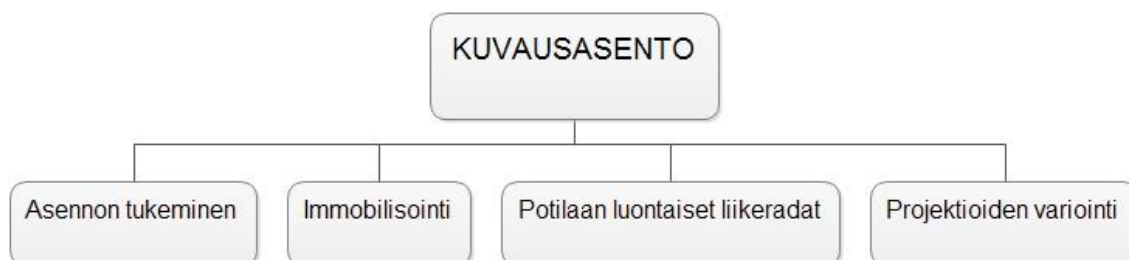 KUVAUSASENTO
Asennon tukeminen
Immobilisointi
Potilaan luontaiset liikeradat
Projektioiden variointi